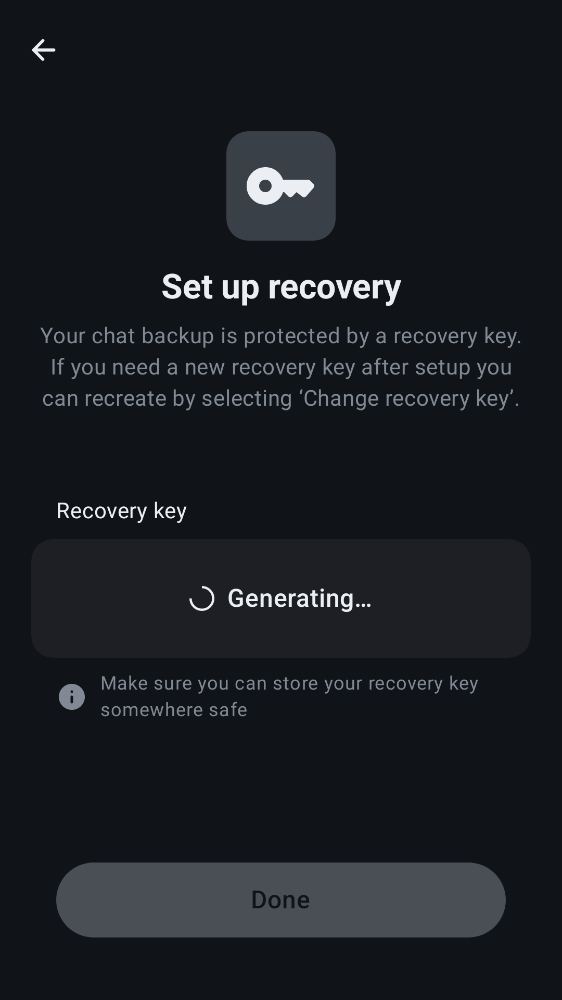 Set up recovery
Your chat backup is protected by a recovery key.
If you need a new recovery key after setup you
can recreate by selecting ‘Change recovery key’.
Recovery key
Generating…
Make sure you can store your recovery key
somewhere safe
Done